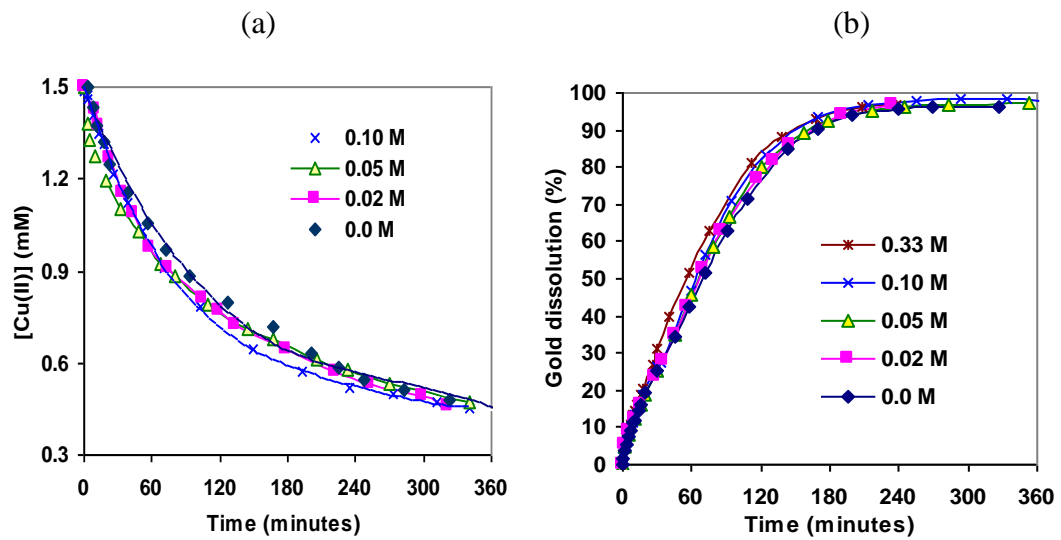 (a)
[Cu(II)] (mM)
1.5
1.2
0.9
0.6
0.3
0.10 M
0.05 M
0.02 M
0.0 M
0 60 120 180 240 300 360
Time (minutes)
(b)
Gold dissolution (%)
100
90
80
70
60
50
40
30
20
10
0
0.33 M
0.10 M
0.05 M
0.02 M
0.0 M
0 60 120 180 240 300 360
Time (minutes)